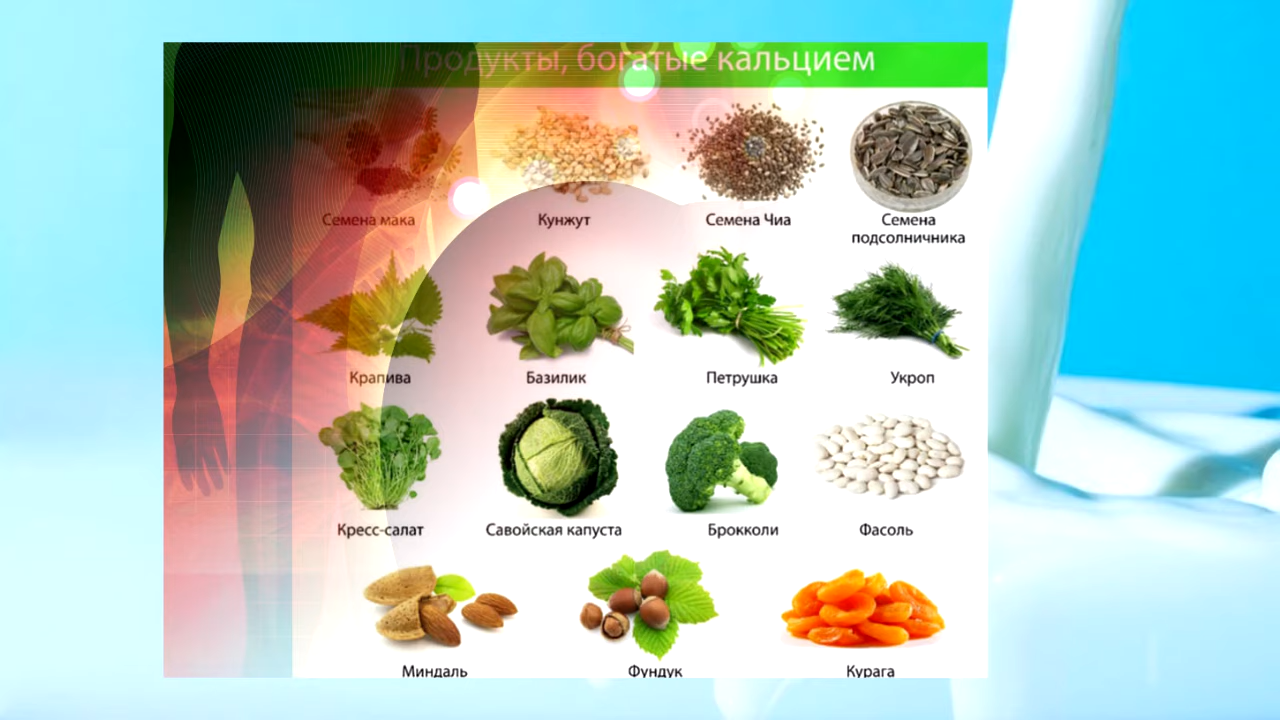 Продукты, богатые кальцием
Семена мака
Кунжут
Семена Чиа
Семена
подсолничника
Крапива
Базилик
Петрушка
Укроп
Кресс-салат
Савойская капуста
Брокколи
Фасоль
Миндаль
Фундук
Курага